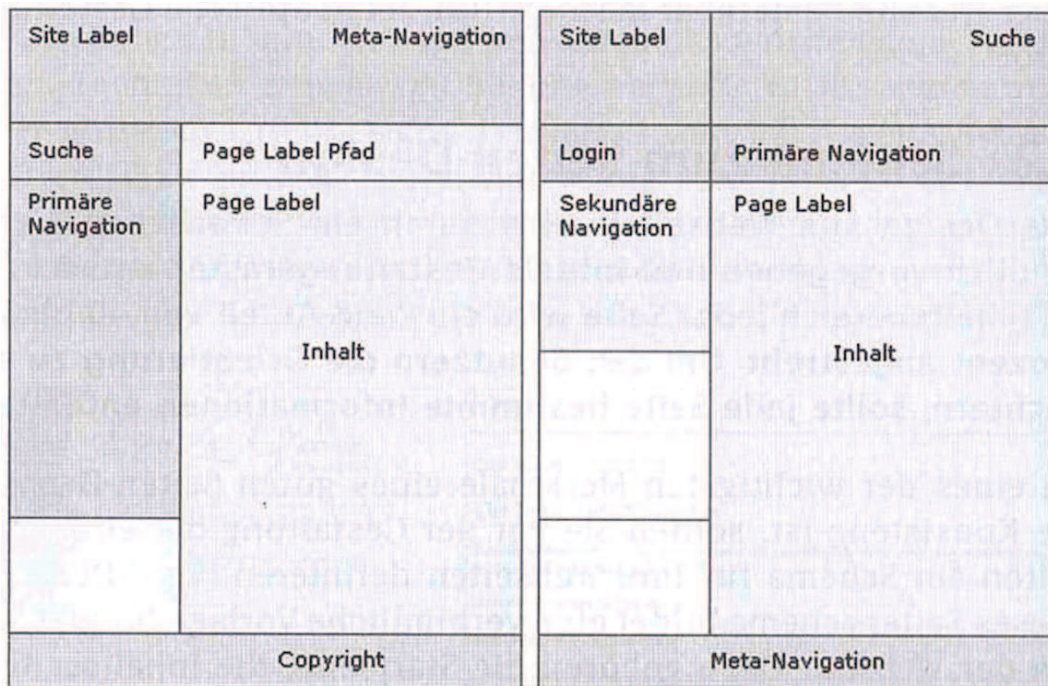 Site Label
Meta-Navigation
Suche
Page Label Pfad
Primäre
Navigation
Page Label
Inhalt
Copyright
Site Label
Suche
Login
Primäre Navigation
Sekundäre
Navigation
Page Label
Inhalt
Meta-Navigation